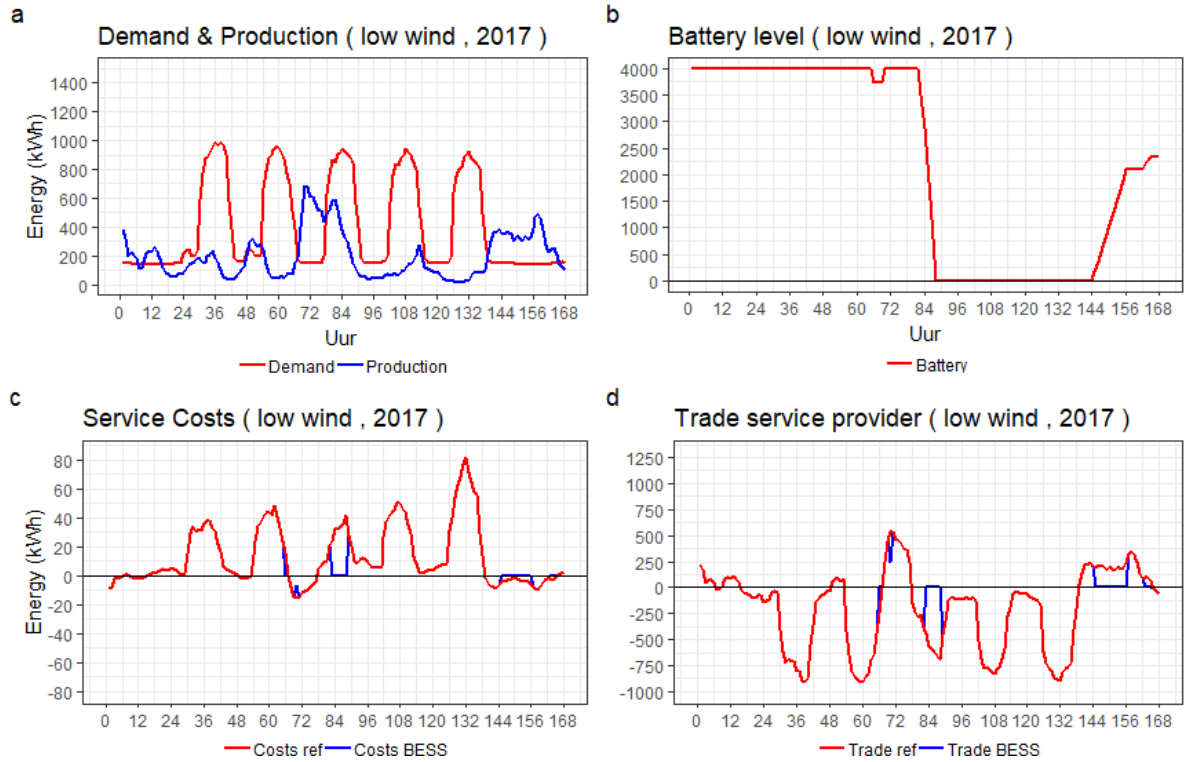 a
Demand & Production ( low wind , 2017 )
Energy (kWh)
1400
1200
1000
800
600
400
200
0
0 12 24 36 48 60 72 84 96 108 120 132 144 156 168
Uur
Demand Production
b
Battery level ( low wind , 2017 )
4000
3500
3000
2500
2000
1500
1000
500
0
0 12 24 36 48 60 72 84 96 108 120 132 144 156 168
Uur
Battery
c
Service Costs ( low wind , 2017 )
Energy (kWh)
80
60
40
20
0
-20
-40
-60
-80
0 12 24 36 48 60 72 84 96 108 120 132 144 156 168
Costs ref Costs BESS
d
Trade service provider ( low wind , 2017 )
1250
1000
750
500
250
0
-250
-500
-750
-1000
0 12 24 36 48 60 72 84 96 108 120 132 144 156 168
Trade ref Trade BESS